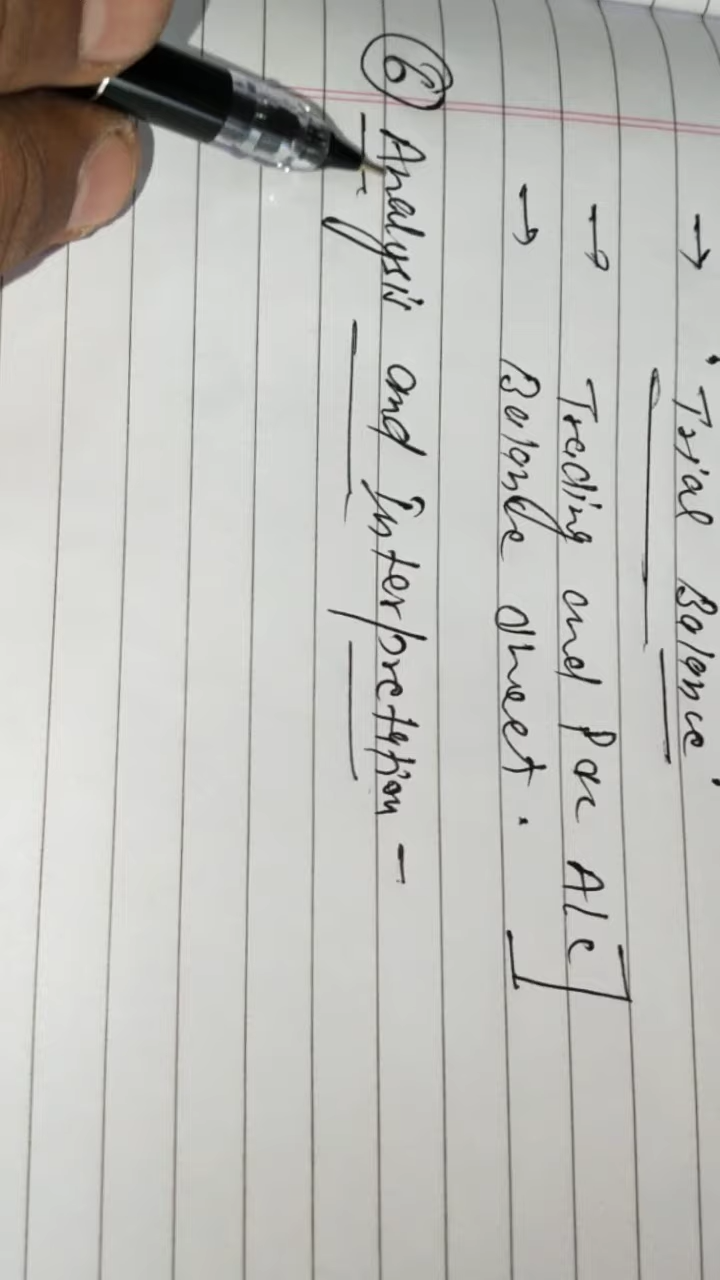 → "Trial Balance"
→ Trading and P&L A/c
→ Balance sheet.
⑥ Analysis and Interpretation -